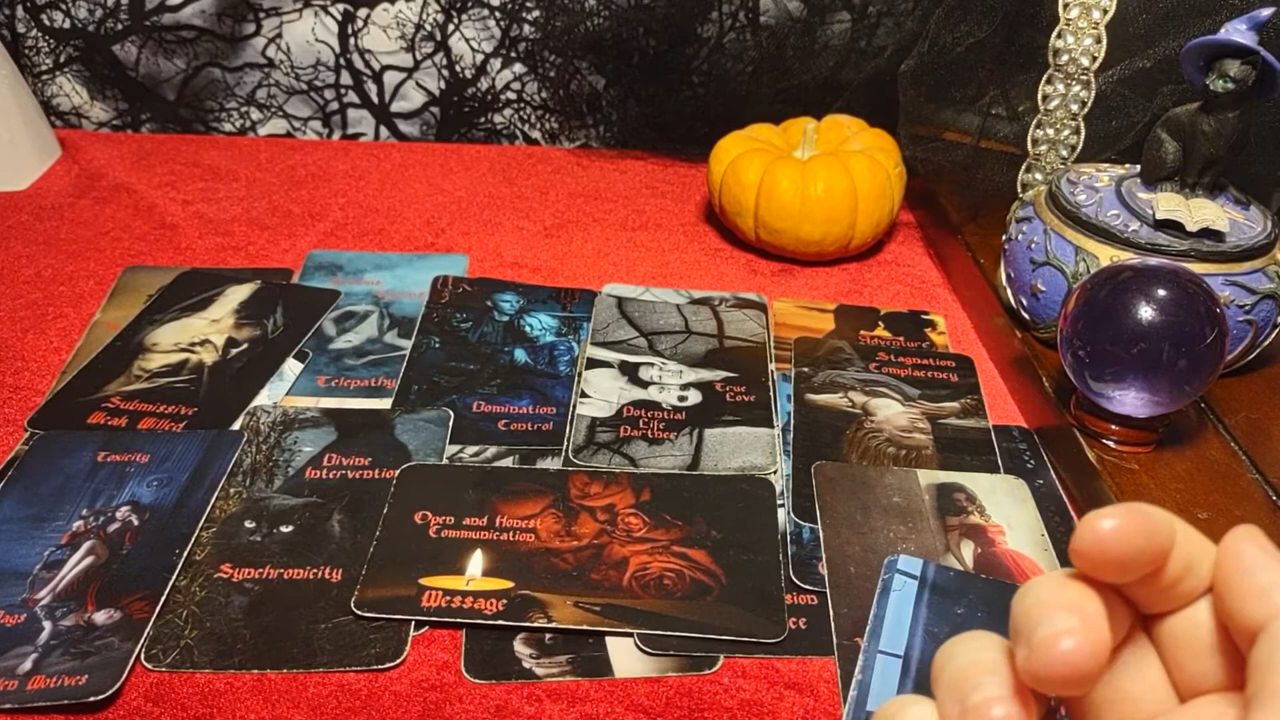 Telepathy
Submissive
Weak Willed
Domination
Control
Potential
Life
Partner
True
Love
Adventure
Stagnation
Complacency
Toxicity
Divine
Intervention
Synchronicity
Open and Honest
Communication
Message
Motives